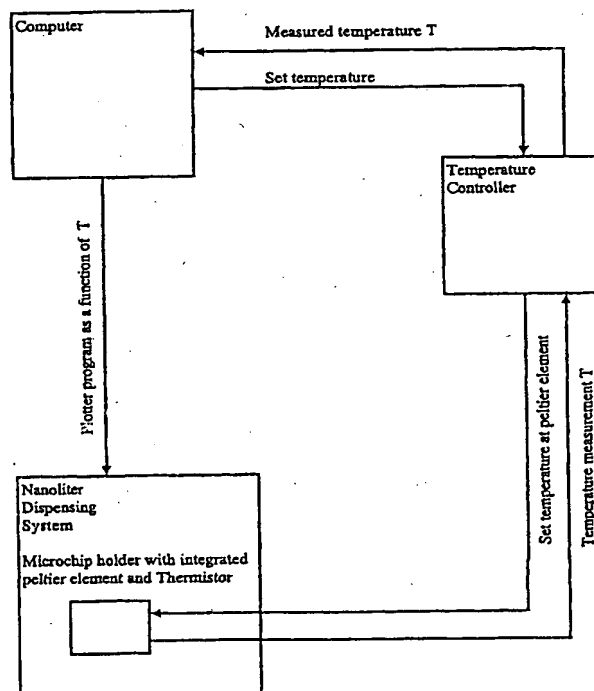 Computer
Measured temperature T
Set temperature
Temperature
Controller
Plotter program as a function of T
Set temperature at peltier element
Temperature measurement T
Nanoliter
Dispensing
System
Microchip holder with integrated
peltier element and Thermistor